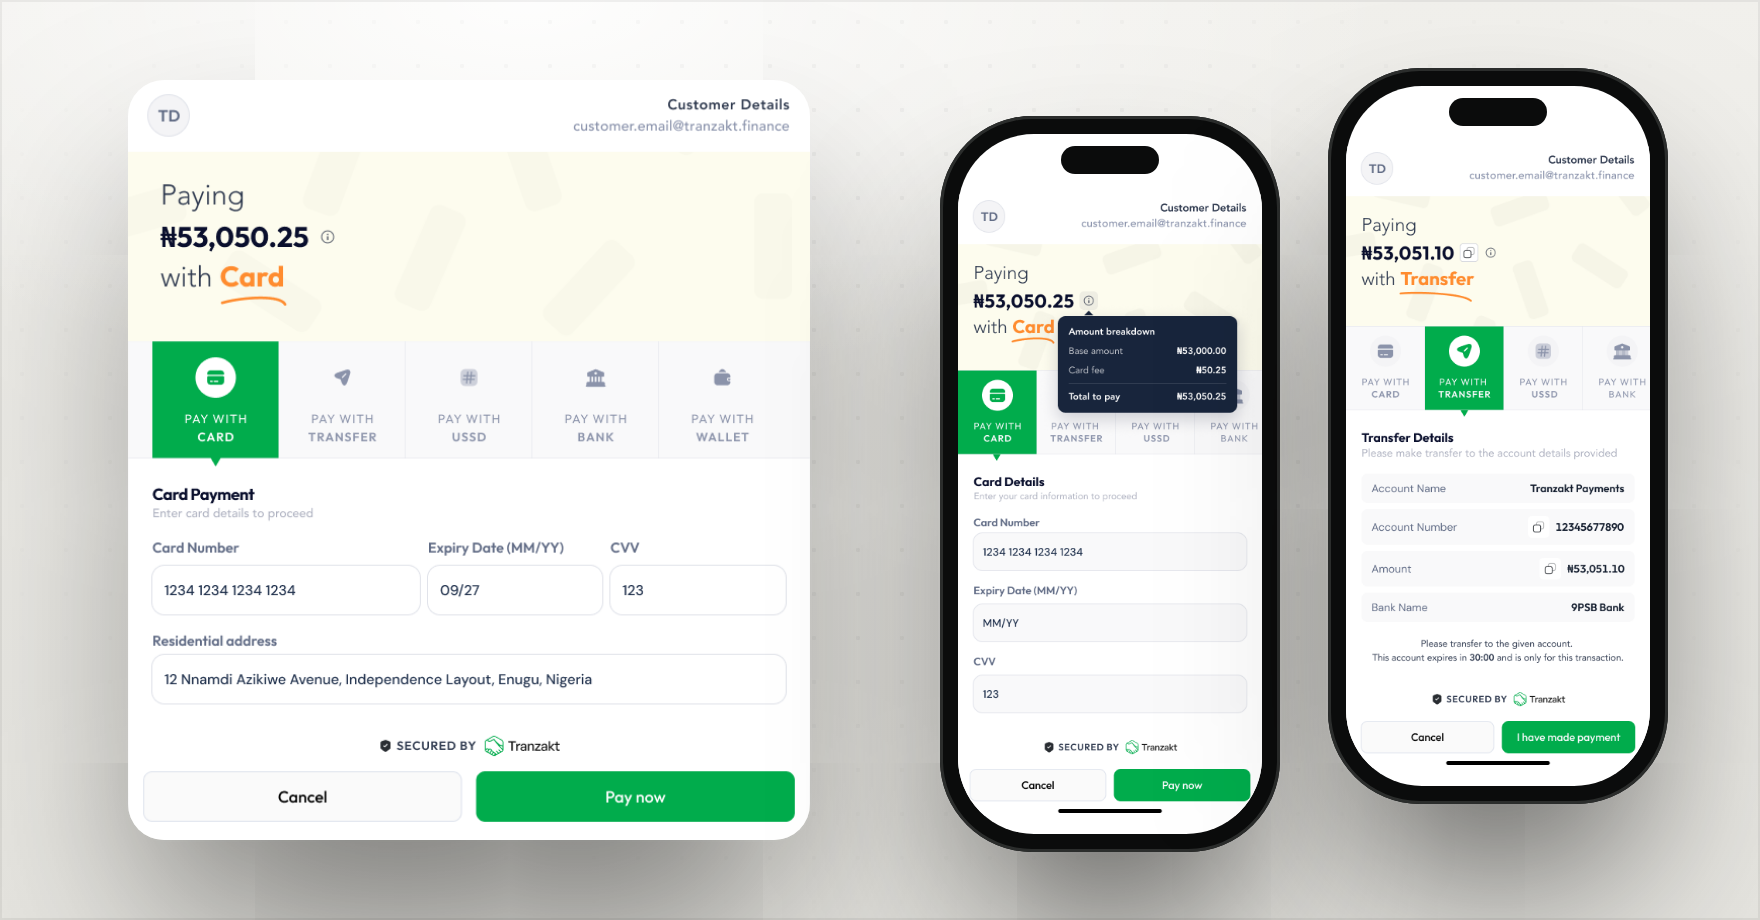 TD
Customer Details
customer.email@tranzakt.finance
Paying
₦53,050.25
with Card
PAY WITH CARD
PAY WITH TRANSFER
PAY WITH USSD
PAY WITH BANK
PAY WITH WALLET
Card Payment
Enter card details to proceed
Card Number
Expiry Date (MM/YY)
CVV
1234 1234 1234 1234
09/27
123
Residential address
12 Nnamdi Azikiwe Avenue, Independence Layout, Enugu, Nigeria
SECURED BY Tranzakt
Cancel
Pay now
TD
Customer Details
customer.email@tranzakt.finance
Paying
₦53,050.25
with Card
Amount breakdown
Base amount ₦53,000.00
Card fee ₦50.25
Total to pay ₦53,050.25
PAY WITH CARD
PAY WITH TRANSFER
PAY WITH USSD
PAY WITH BANK
Card Details
Enter your card information to proceed
Card Number
1234 1234 1234 1234
Expiry Date (MM/YY)
MM/YY
CVV
123
SECURED BY Tranzakt
Cancel
Pay now
TD
Customer Details
customer.email@tranzakt.finance
Paying
₦53,051.10
with Transfer
PAY WITH CARD
PAY WITH TRANSFER
PAY WITH USSD
PAY WITH BANK
Transfer Details
Please make transfer to the account details provided
Account Name Tranzakt Payments
Account Number 12345677890
Amount ₦53,051.10
Bank Name 9PSB Bank
Please transfer to the given account.
This account expires in 30:00 and is only for this transaction.
SECURED BY Tranzakt
Cancel
I have made payment